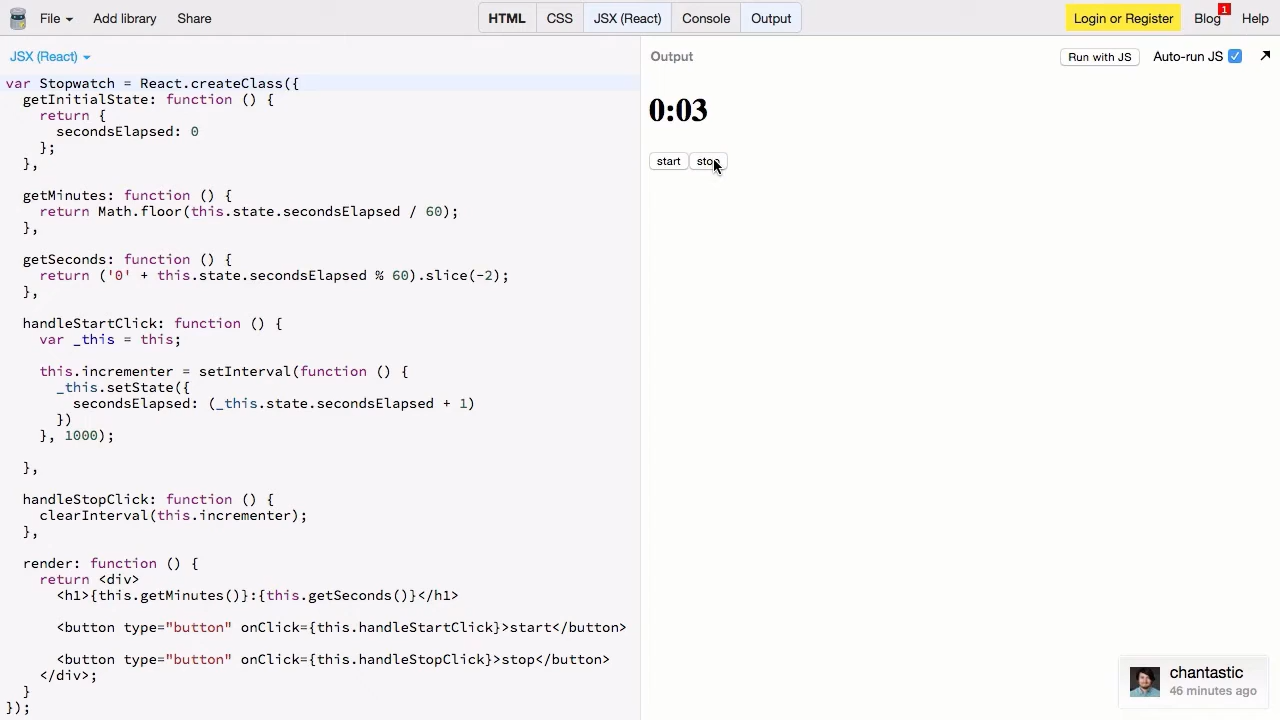 File Add library Share HTML CSS JSX (React) Console Output Login or Register Blog 1 Help
JSX (React)
var Stopwatch = React.createClass({
  getInitialState: function () {
    return {
      secondsElapsed: 0
    };
  },
  getMinutes: function () {
    return Math.floor(this.state.secondsElapsed / 60);
  },
  getSeconds: function () {
    return ('0' + this.state.secondsElapsed % 60).slice(-2);
  },
  handleStartClick: function () {
    var _this = this;
    this.incrementer = setInterval(function () {
      _this.setState({
        secondsElapsed: (_this.state.secondsElapsed + 1)
      })
    }, 1000);
  },
  handleStopClick: function () {
    clearInterval(this.incrementer);
  },
  render: function () {
    return <div>
      <h1>{this.getMinutes()}:{this.getSeconds()}</h1>
      <button type="button" onClick={this.handleStartClick}>start</button>
      <button type="button" onClick={this.handleStopClick}>stop</button>
    </div>;
  }
});
Output Run with JS Auto-run JS
0:03
start stop
chantastic
46 minutes ago